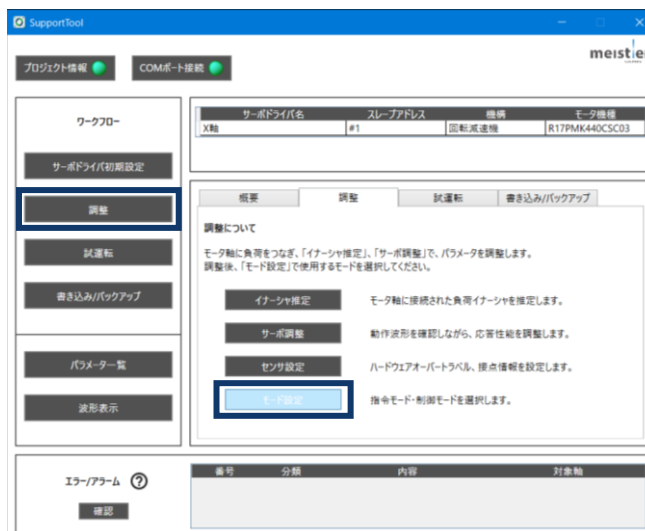 SupportTool
プロジェクト情報
COMポート接続
meistie
ワークフロー
サーボドライバ初期設定
調整
試運転
書き込み/バックアップ
パラメータ一覧
波形表示
サーボドライバ名 スレーブアドレス 機構 モータ機種
X軸 #1 回転減速機 R17PMK440CSC03
概要 調整 試運転 書き込み/バックアップ
調整について
モータ軸に負荷をつなぎ、「イナーシャ推定」、「サーボ調整」で、パラメータを調整します。
調整後、「モード設定」で使用するモードを選択してください。
イナーシャ推定 モータ軸に接続された負荷イナーシャを推定します。
サーボ調整 動作波形を確認しながら、応答性能を調整します。
センサ設定 ハードウェアオーバートラベル、接点情報を設定します。
モード設定 指令モード・制御モードを選択します。
エラー/アラーム ?
確認
番号 分類 内容 対象軸